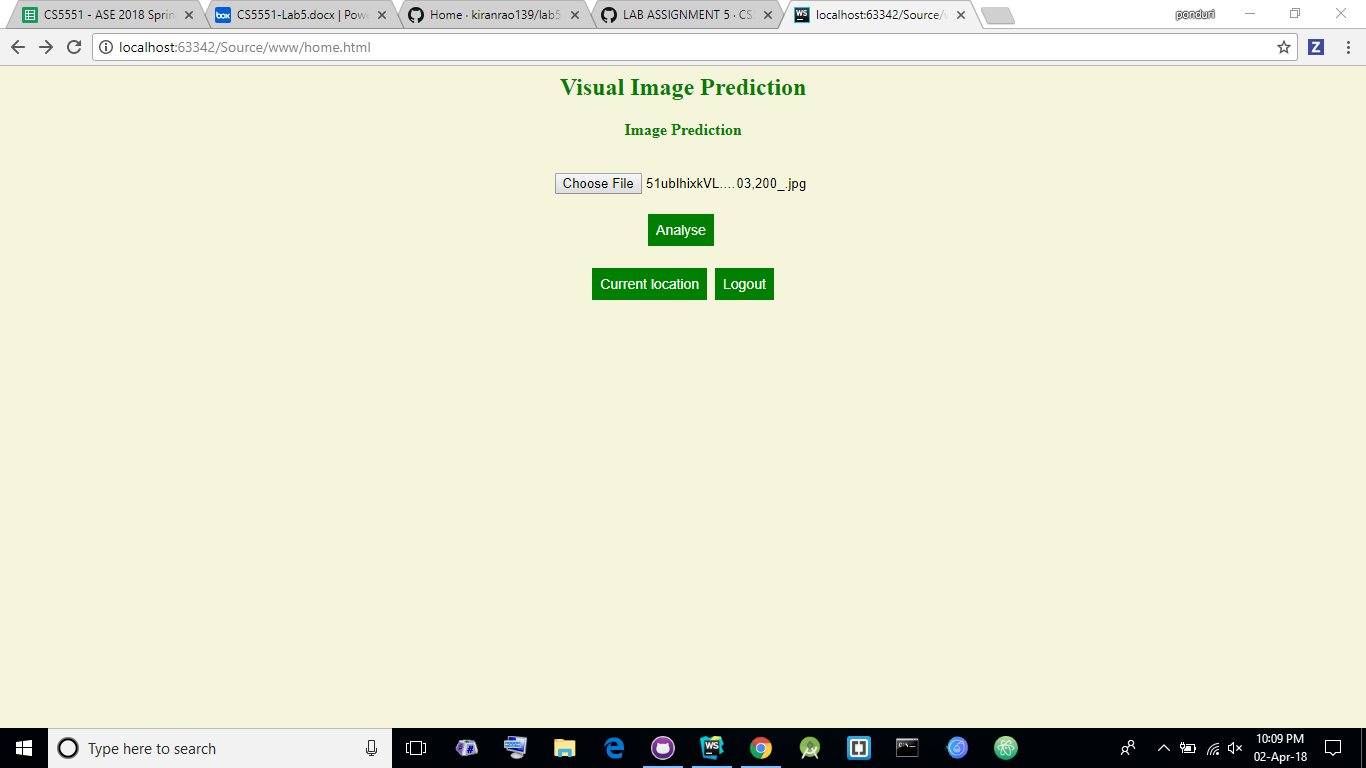 CS5551 - ASE 2018 Sprin
CS5551-Lab5.docx | Powe
Home · kiranrao139/lab5
LAB ASSIGNMENT 5 · CS
localhost:63342/Source/w
ponduri
localhost:63342/Source/www/home.html
Visual Image Prediction
Image Prediction
Choose File 51ublhixkVL....03,200_.jpg
Analyse
Current location Logout
Type here to search
10:09 PM
02-Apr-18